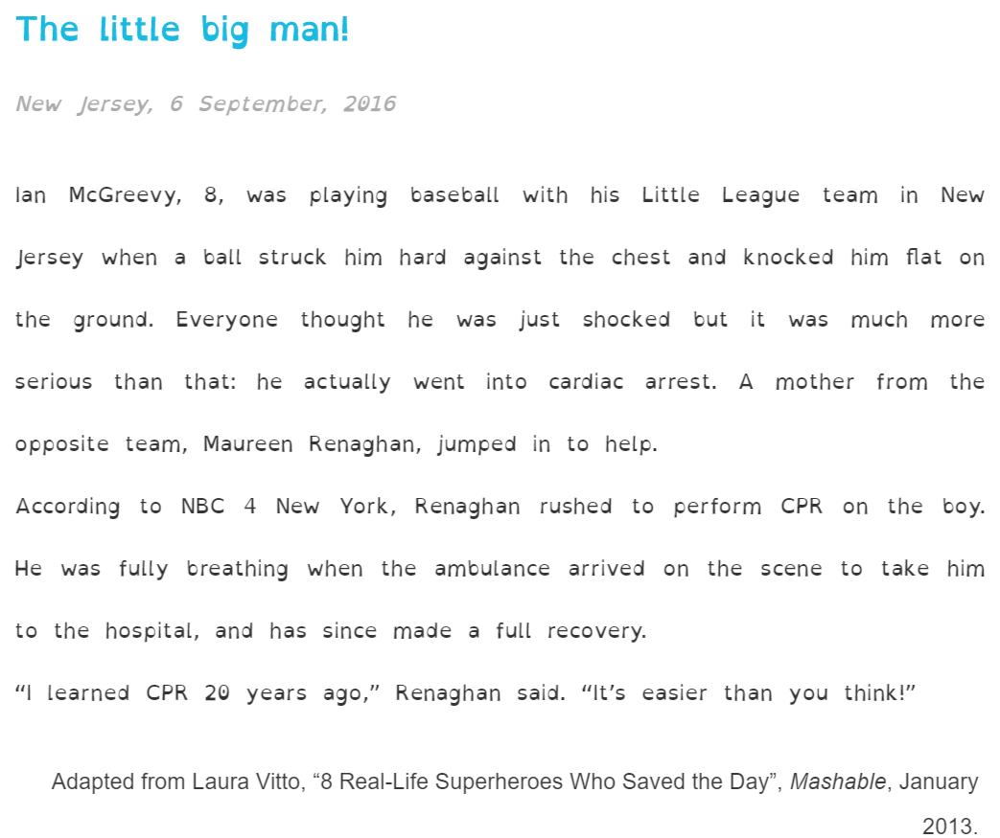 The little big man!
New Jersey, 6 September, 2016
Ian McGreevy, 8, was playing baseball with his Little League team in New
Jersey when a ball struck him hard against the chest and knocked him flat on
the ground. Everyone thought he was just shocked but it was much more
serious than that: he actually went into cardiac arrest. A mother from the
opposite team, Maureen Renaghan, jumped in to help.
According to NBC 4 New York, Renaghan rushed to perform CPR on the boy.
He was fully breathing when the ambulance arrived on the scene to take him
to the hospital, and has since made a full recovery.
“I learned CPR 20 years ago,” Renaghan said. “It’s easier than you think!”
Adapted from Laura Vitto, “8 Real-Life Superheroes Who Saved the Day”, Mashable, January
2013.